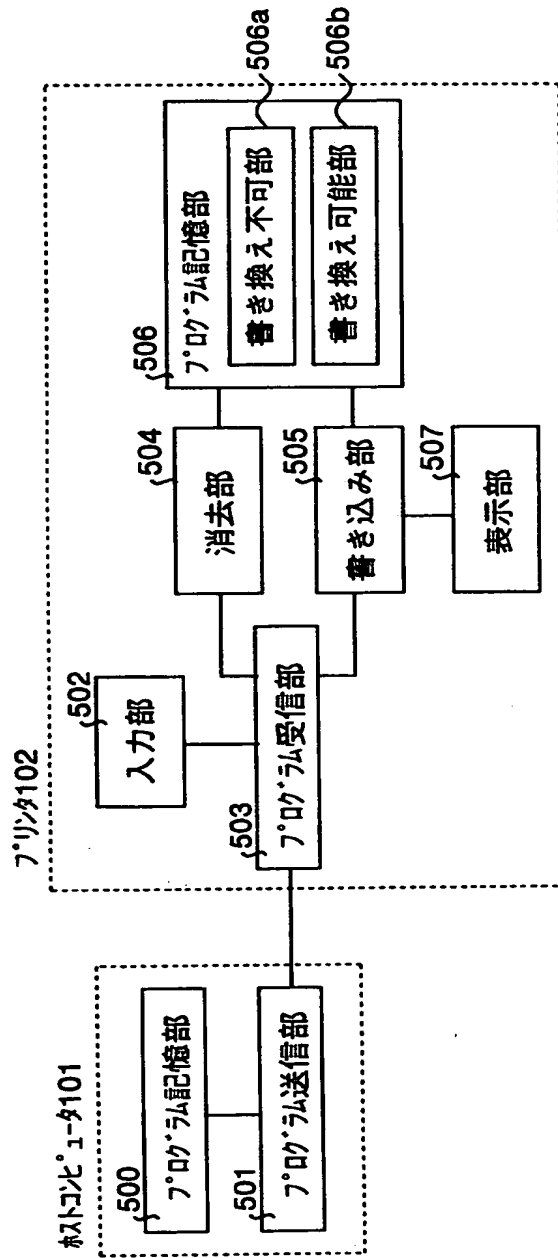 ホストコンピュータ101
500
プログラム記憶部
501
プログラム送信部
プリンタ102
502
入力部
503
プログラム受信部
504
消去部
505
書き込み部
506
プログラム記憶部
書き換え不可部
506a
書き換え可能部
506b
507
表示部